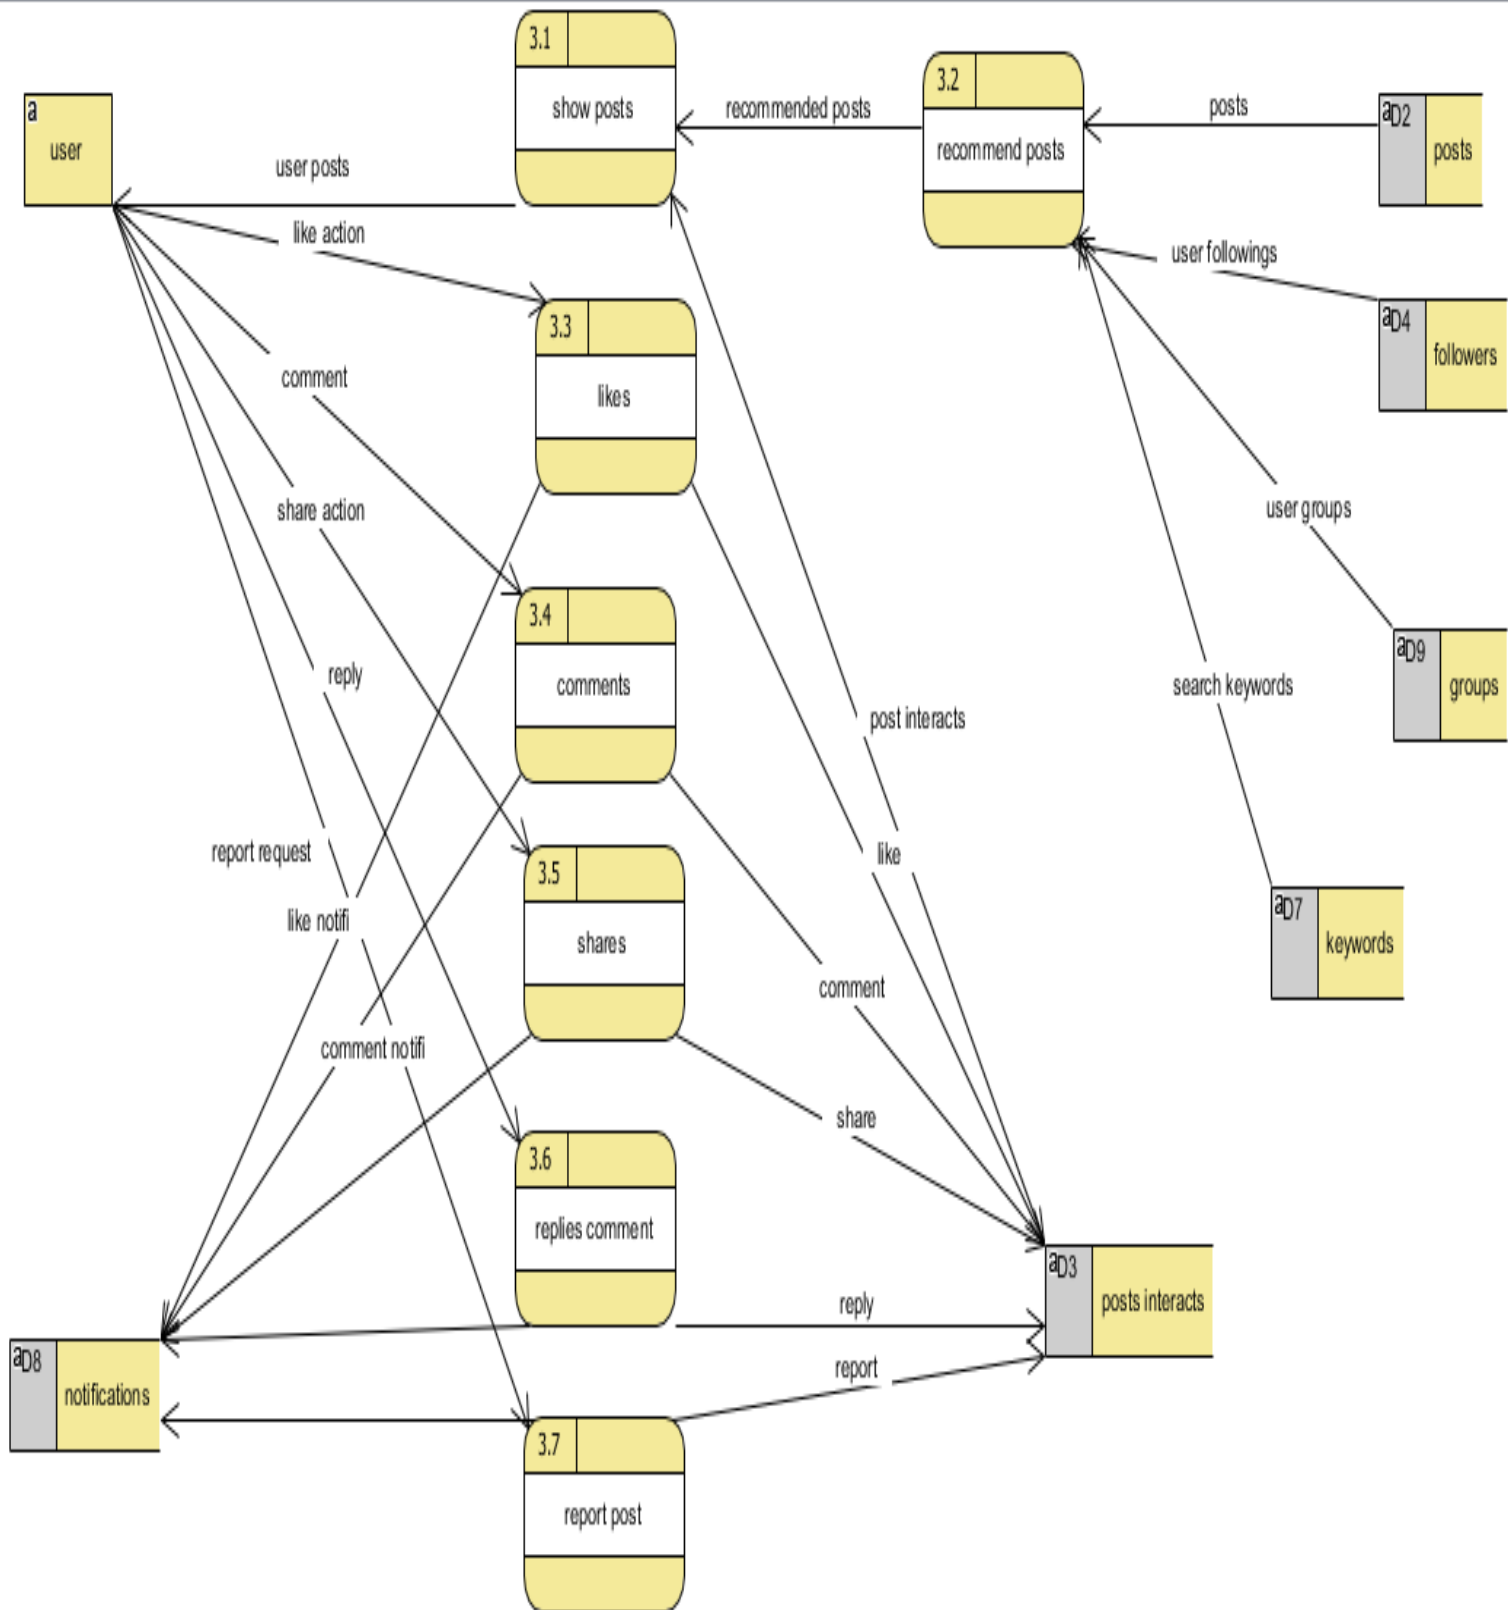 3.1
show posts
3.2
recommend posts
recommended posts
posts
a D2
posts
a
user
user posts
like action
user followings
a D4
followers
3.3
likes
comment
share action
user groups
3.4
comments
reply
search keywords
a D9
groups
post interacts
report request
like
3.5
shares
like notifi
a D7
keywords
comment
comment notifi
share
3.6
replies comment
a D3
posts interacts
reply
a D8
notifications
report
3.7
report post